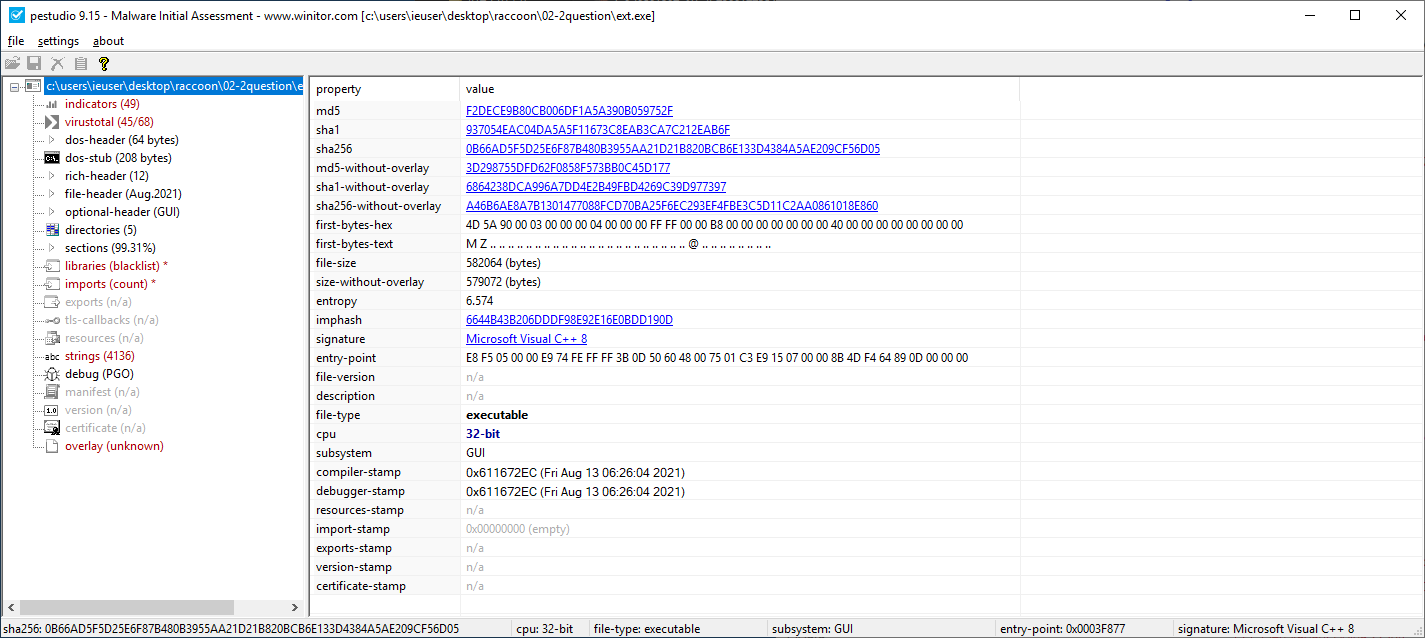 pestudio 9.15 - Malware Initial Assessment - www.winitor.com [c:\users\ieuser\desktop\raccoon\02-2question\ext.exe]
file settings about
c:\users\ieuser\desktop\raccoon\02-2question\e
indicators (49)
virustotal (45/68)
dos-header (64 bytes)
dos-stub (208 bytes)
rich-header (12)
file-header (Aug.2021)
optional-header (GUI)
directories (5)
sections (99.31%)
libraries (blacklist) *
imports (count) *
exports (n/a)
tls-callbacks (n/a)
resources (n/a)
abc strings (4136)
debug (PGO)
manifest (n/a)
1.0 version (n/a)
certificate (n/a)
overlay (unknown)
property value
md5 F2DECE9B80CB006DF1A5A390B059752F
sha1 937054EAC04DA5A5F11673C8EAB3CA7C212EAB6F
sha256 0B66AD5F5D25E6F87B480B3955AA21D21B820BCB6E133D4384A5AE209CF56D05
md5-without-overlay 3D298755DFD62F0858F573BB0C45D177
sha1-without-overlay 6864238DCA996A7DD4E2B49FBD4269C39D977397
sha256-without-overlay A46B6AE8A7B1301477088FCD70BA25F6EC293EF4FBE3C5D11C2AA0861018E860
first-bytes-hex 4D 5A 90 00 03 00 00 00 04 00 00 00 FF FF 00 00 B8 00 00 00 00 00 00 00 40 00 00 00 00 00 00 00
first-bytes-text M Z .. .. .. .. .. .. .. .. .. .. .. .. .. .. .. .. .. .. .. .. .. .. @ .. .. .. .. .. .. ..
file-size 582064 (bytes)
size-without-overlay 579072 (bytes)
entropy 6.574
imphash 6644B43B206DDDF98E92E16E0BDD190D
signature Microsoft Visual C++ 8
entry-point E8 F5 05 00 00 E9 74 FE FF FF 3B 0D 50 60 48 00 75 01 C3 E9 15 07 00 00 8B 4D F4 64 89 0D 00 00 00
file-version n/a
description n/a
file-type executable
cpu 32-bit
subsystem GUI
compiler-stamp 0x611672EC (Fri Aug 13 06:26:04 2021)
debugger-stamp 0x611672EC (Fri Aug 13 06:26:04 2021)
resources-stamp n/a
import-stamp 0x00000000 (empty)
exports-stamp n/a
version-stamp n/a
certificate-stamp n/a
sha256: 0B66AD5F5D25E6F87B480B3955AA21D21B820BCB6E133D4384A5AE209CF56D05 cpu: 32-bit file-type: executable subsystem: GUI entry-point: 0x0003F877 signature: Microsoft Visual C++ 8